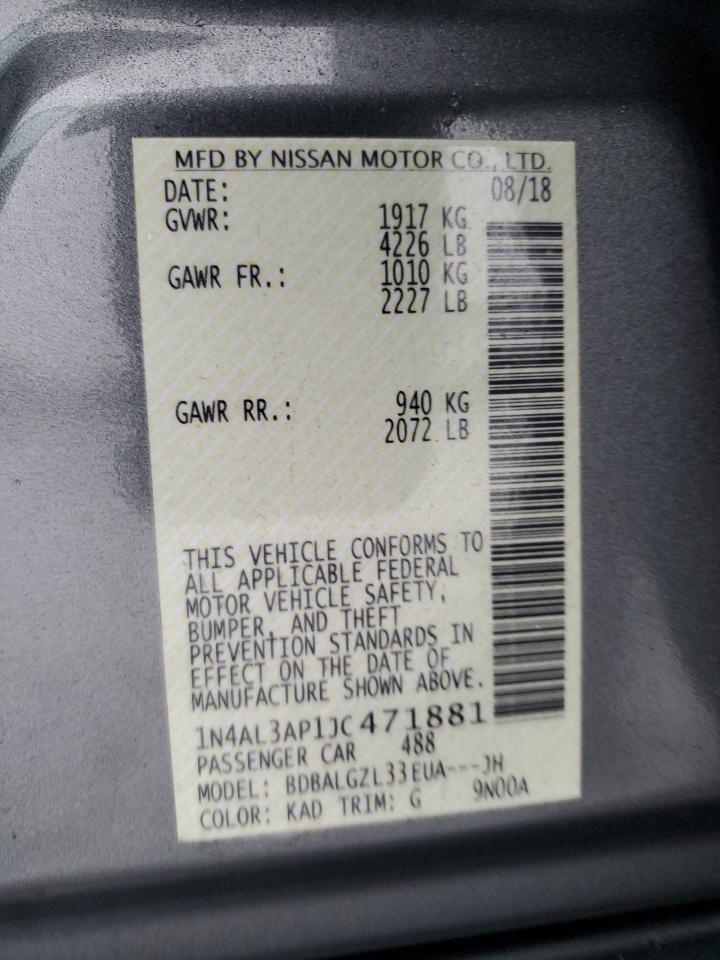 MFD BY NISSAN MOTOR CO., LTD.
DATE: 08/18
GVWR: 1917 KG
4226 LB
GAWR FR.: 1010 KG
2227 LB
GAWR RR.: 940 KG
2072 LB
THIS VEHICLE CONFORMS TO
ALL APPLICABLE FEDERAL
MOTOR VEHICLE SAFETY,
BUMPER, AND THEFT
PREVENTION STANDARDS IN
EFFECT ON THE DATE OF
MANUFACTURE SHOWN ABOVE.
1N4AL3AP1JC471881
PASSENGER CAR 488
MODEL: BDBALGZL33EUA---JH
COLOR: KAD TRIM: G 9N00A